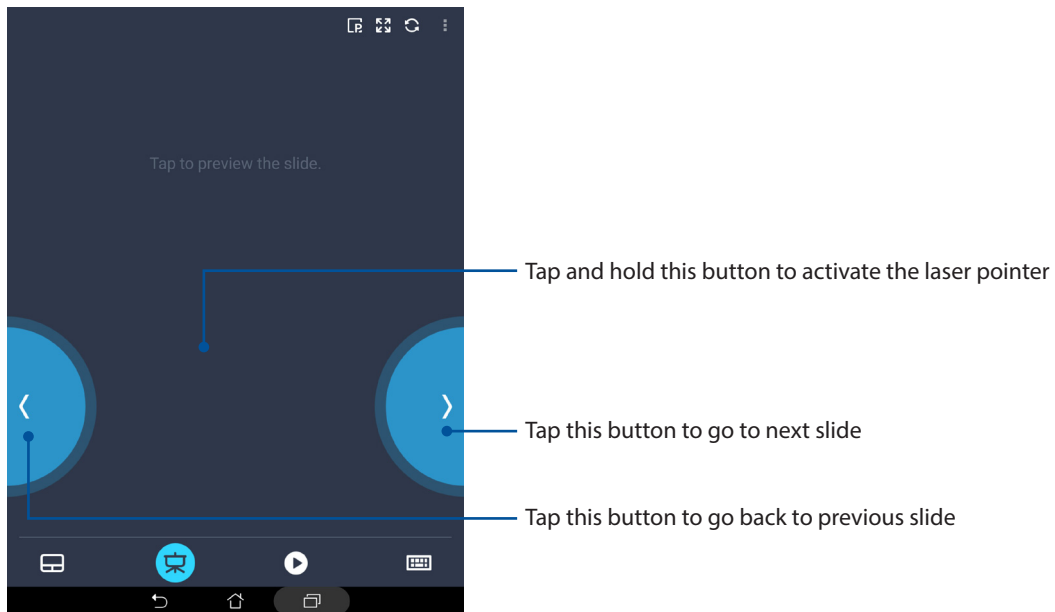 Tap to preview the slide.
Tap and hold this button to activate the laser pointer
Tap this button to go to next slide
Tap this button to go back to previous slide